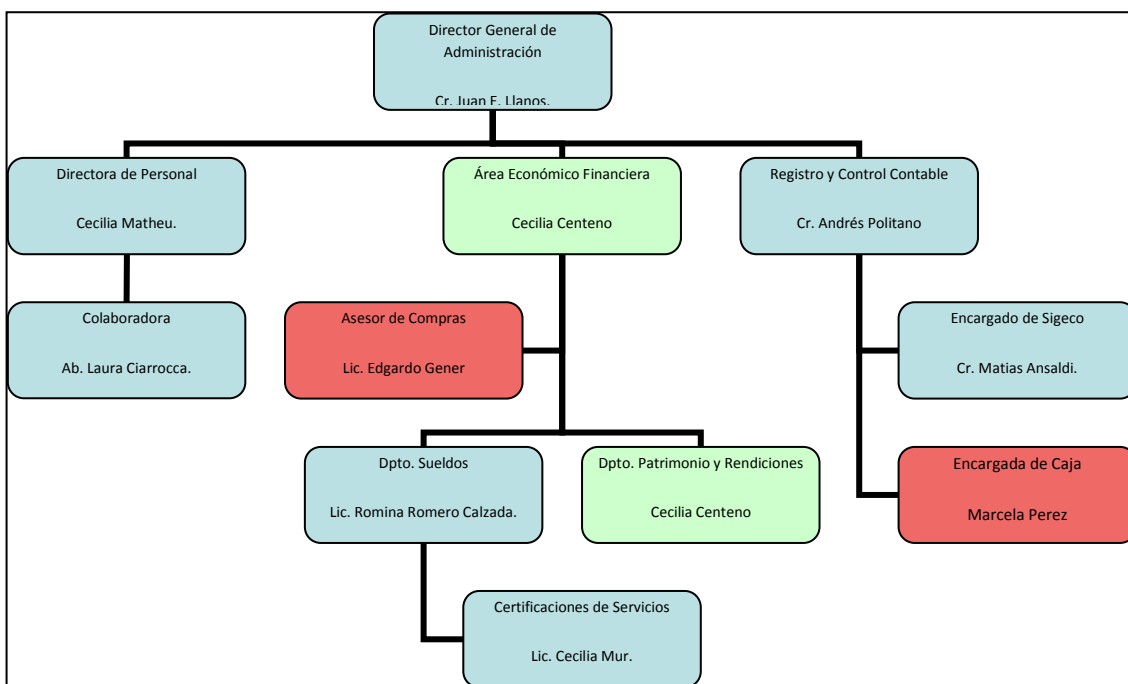 Director General de
Administración
Cr. Juan E. Llanos.
Directora de Personal
Cecilia Matheu.
Área Económico Financiera
Cecilia Centeno
Registro y Control Contable
Cr. Andrés Politano
Colaboradora
Ab. Laura Ciarrocca.
Asesor de Compras
Lic. Edgardo Gener
Encargado de Sigeco
Cr. Matias Ansaldi.
Dpto. Sueldos
Lic. Romina Romero Calzada.
Dpto. Patrimonio y Rendiciones
Cecilia Centeno
Encargada de Caja
Marcela Perez
Certificaciones de Servicios
Lic. Cecilia Mur.